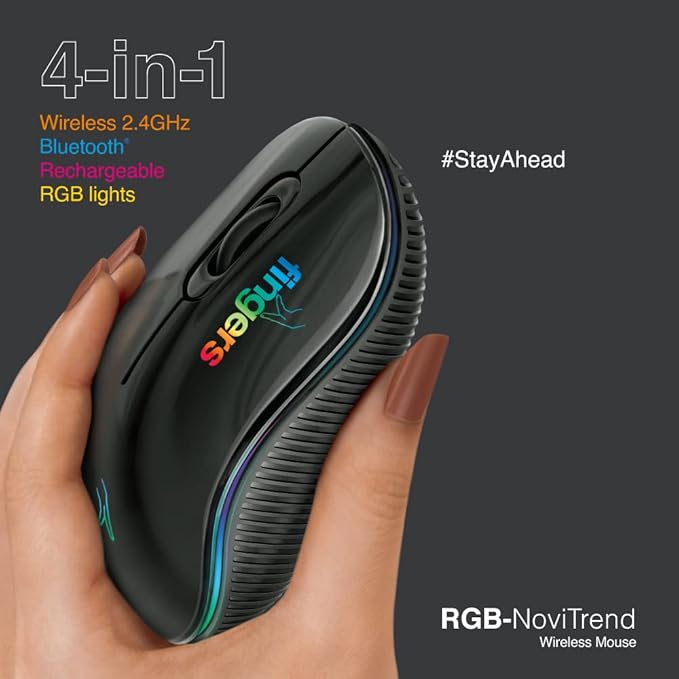 4-in-1
Wireless 2.4GHz
Bluetooth®
Rechargeable
RGB lights
#StayAhead
fingers
RGB-NoviTrend
Wireless Mouse